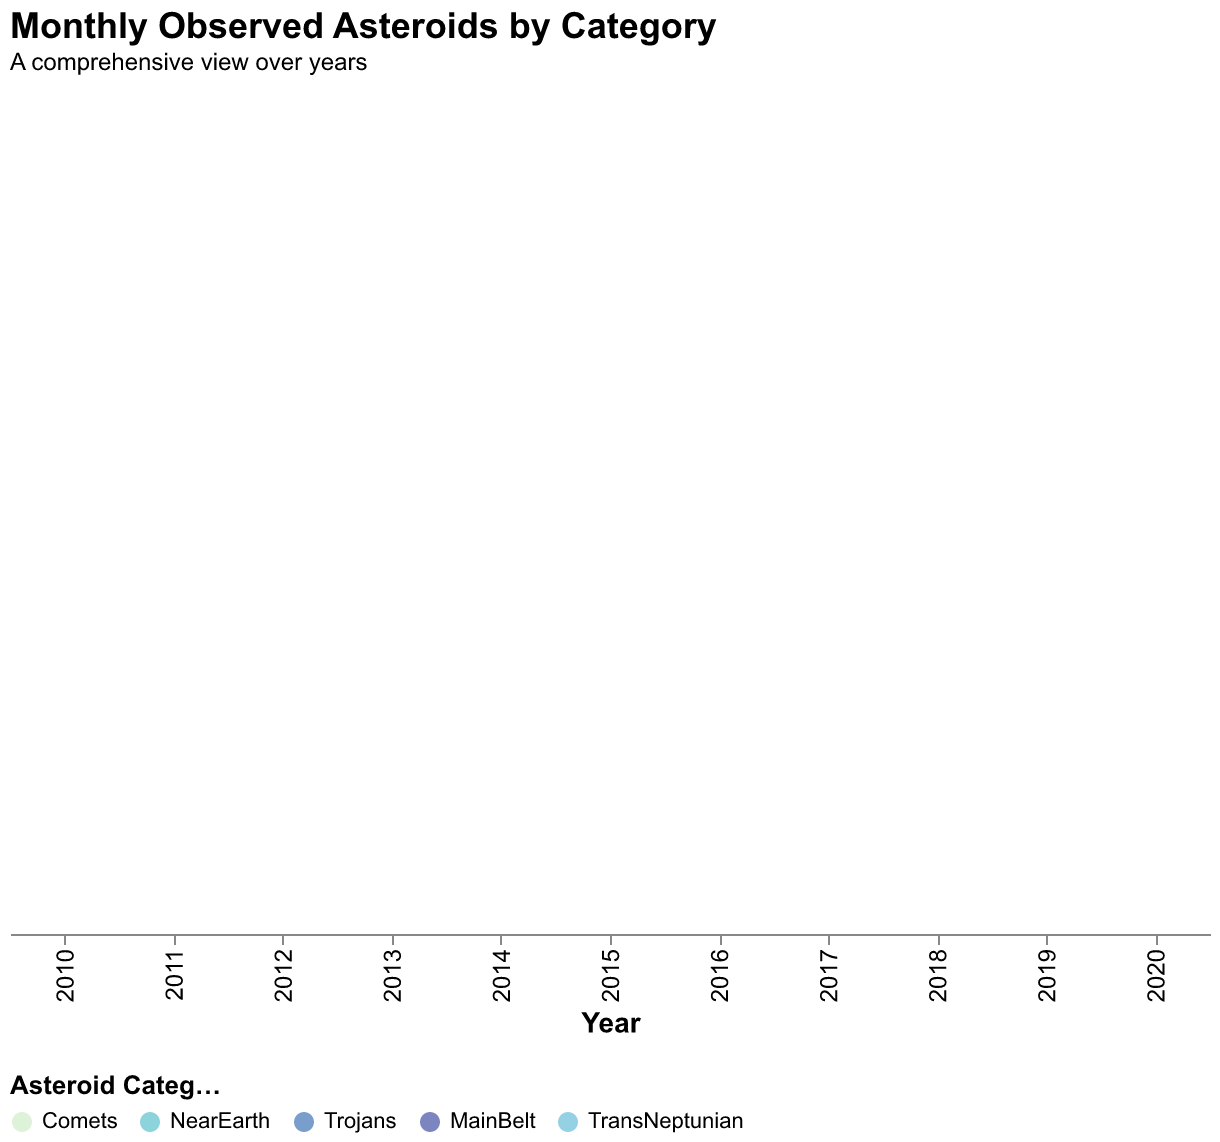 Monthly Observed Asteroids by Category
A comprehensive view over years
2010 2011 2012 2013 2014 2015 2016 2017 2018 2019 2020
Year
Asteroid Categ…
Comets NearEarth Trojans MainBelt TransNeptunian